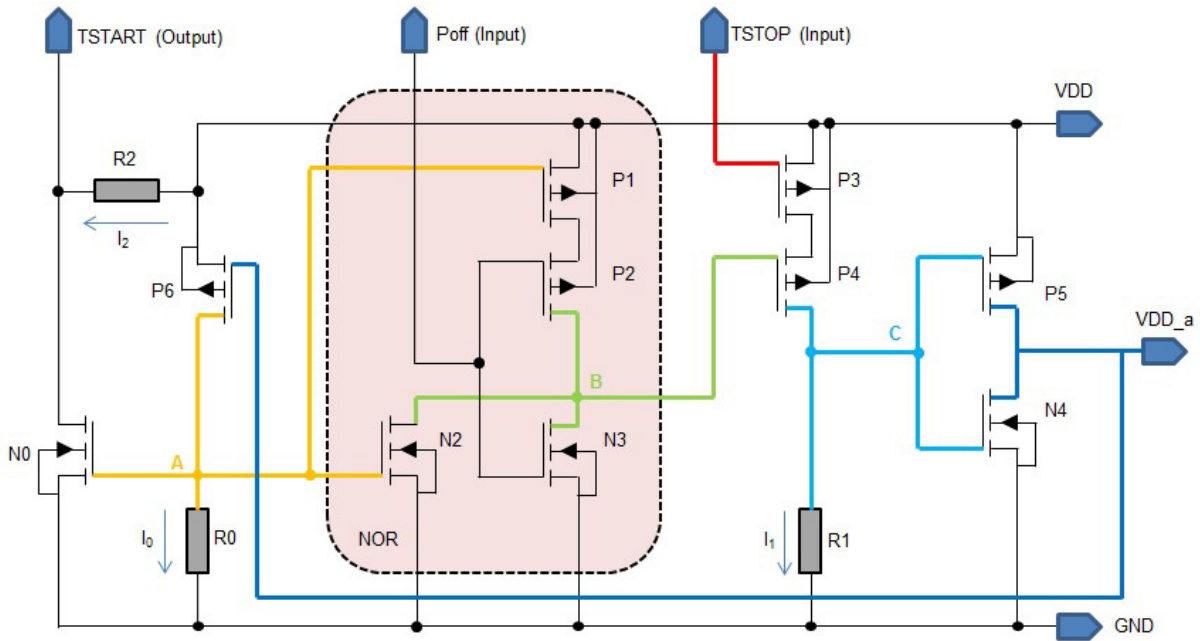 TSTART (Output)
Poff (Input)
TSTOP (Input)
VDD
R2
P1
P3
I2
P6
P2
P4
P5
VDD_a
C
B
N0
A
N2
N3
N4
I0
R0
NOR
I1
R1
GND